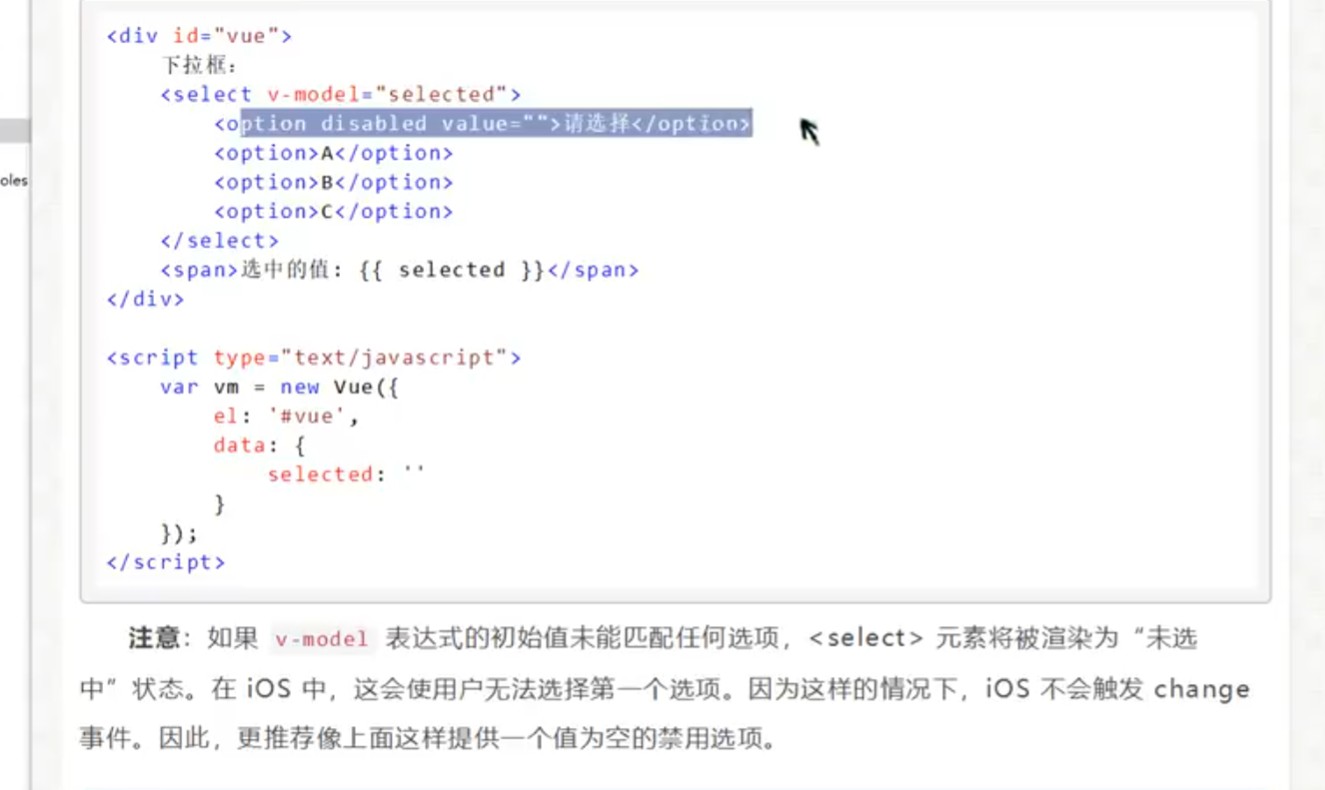 <div id="vue">
    下拉框：
    <select v-model="selected">
        <option disabled value="">请选择</option>
        <option>A</option>
        <option>B</option>
        <option>C</option>
    </select>
    <span>选中的值: {{ selected }}</span>
</div>
oles
<script type="text/javascript">
    var vm = new Vue({
        el: '#vue',
        data: {
            selected: ''
        }
    });
</script>
注意：如果 v-model 表达式的初始值未能匹配任何选项，<select> 元素将被渲染为“未选
中”状态。在 iOS 中，这会使用户无法选择第一个选项。因为这样的情况下，iOS 不会触发 change
事件。因此，更推荐像上面这样提供一个值为空的禁用选项。